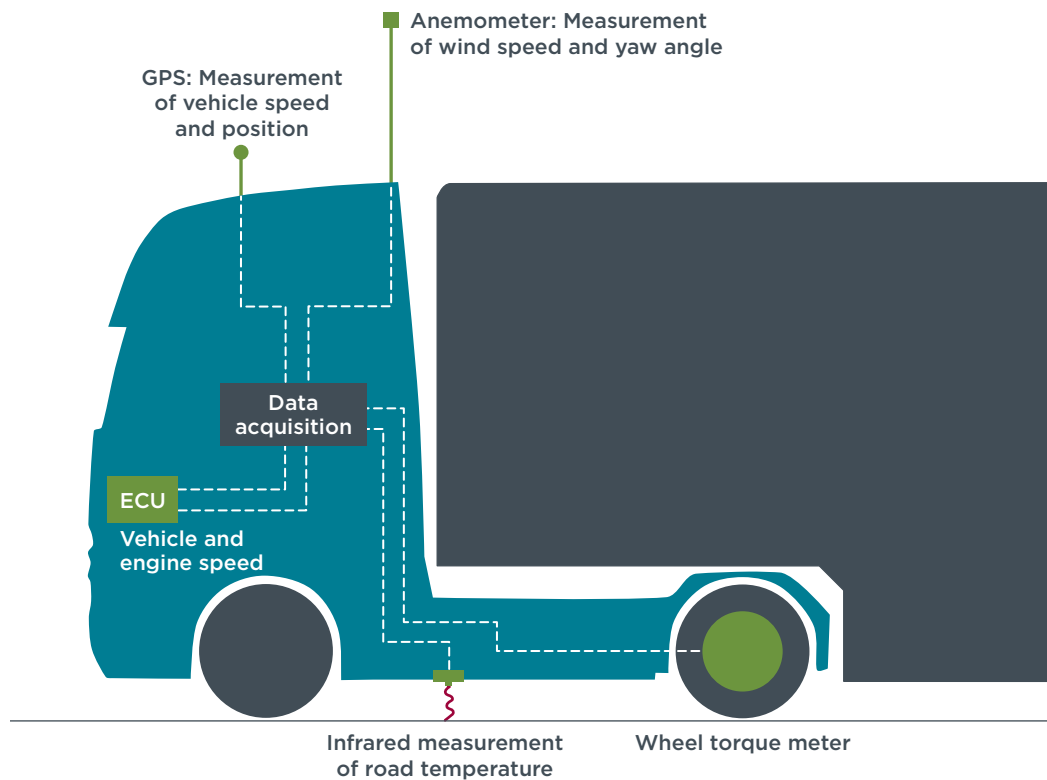 Anemometer: Measurement
of wind speed and yaw angle
GPS: Measurement
of vehicle speed
and position
Data
acquisition
ECU
Vehicle and
engine speed
Infrared measurement
of road temperature
Wheel torque meter